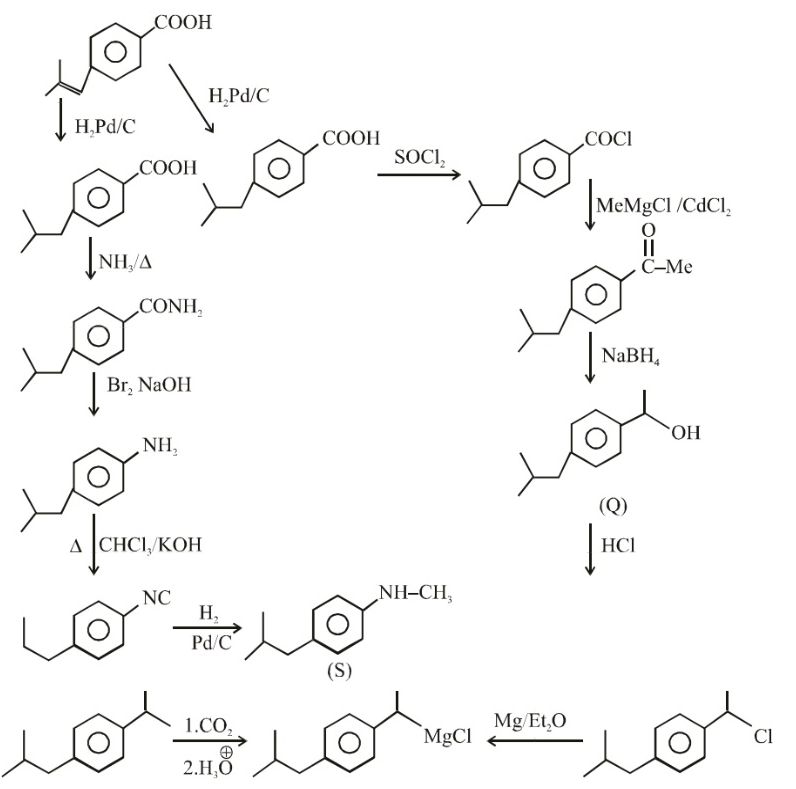 COOH
H₂Pd/C
H₂Pd/C
COOH
COOH
SOCl₂
COCl
NH₃/Δ
MeMgCl /CdCl₂
O
C–Me
CONH₂
Br₂ NaOH
NaBH₄
NH₂
OH
(Q)
Δ CHCl₃/KOH
HCl
NC
H₂
Pd/C
NH–CH₃
(S)
1.CO₂
2.H₃O⊕
MgCl
Mg/Et₂O
Cl